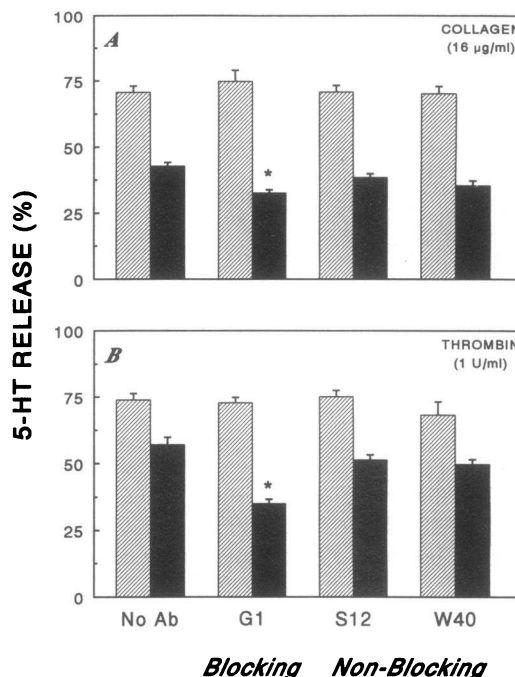 5-HT RELEASE (%)
100
75
50
25
0
A
COLLAGEN
(16 µg/ml)
*
100
75
50
25
0
B
THROMBIN
(1 U/ml)
*
No Ab G1 S12 W40
Blocking Non-Blocking